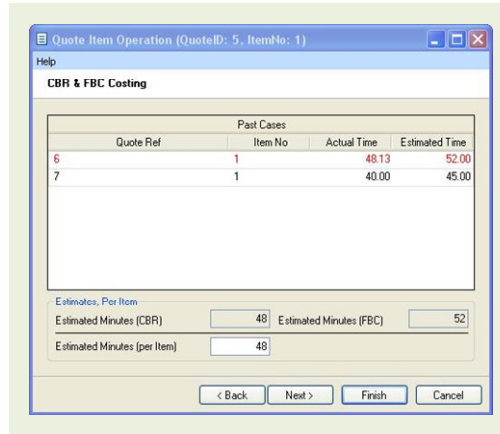 Quote Item Operation (QuoteID: 5, ItemNo: 1)
Help
CBR & FBC Costing
Past Cases
Quote Ref Item No Actual Time Estimated Time
6 1 48.13 52.00
7 1 40.00 45.00
Estimates, Per Item
Estimated Minutes (CBR) 48 Estimated Minutes (FBC) 52
Estimated Minutes (per Item) 48
< Back Next > Finish Cancel